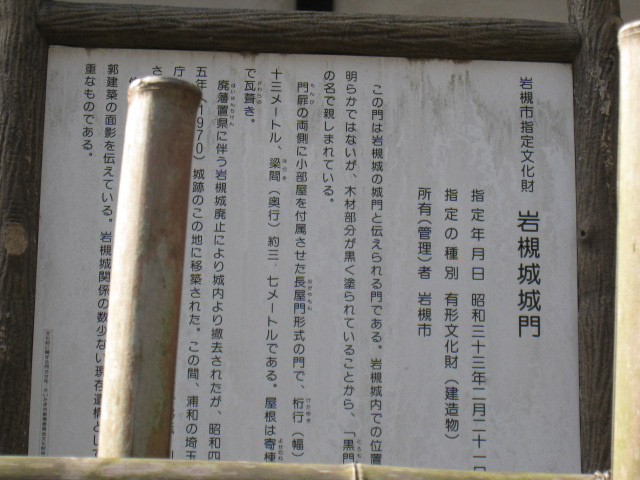 岩槻市指定文化財
岩槻城城門
指定年月日 昭和三十三年二月二十一日
指定の種別 有形文化財（建造物）
所有（管理）者 岩槻市
この門は岩槻城の城門と伝えられる門である。岩槻城内での位置
明らかではないが、木材部分が黒く塗られていることから、「黒門
の名で親しまれている。
門扉の両側に小部屋を付属させた長屋門形式の門で、桁行（幅）
十三メートル、梁間（奥行）約三 七メートルである。屋根は寄棟
で瓦葺き。
廃藩置県に伴う岩槻城廃止により城内より撤去されたが、昭和四
五年（1970）城跡のこの地に移築された。この間、浦和の埼玉
庁
さ
郭建築の面影を伝えている。岩槻城関係の数少ない現存遺構とし
重なものである。